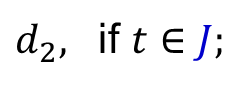 d₂, if t ∈ J;